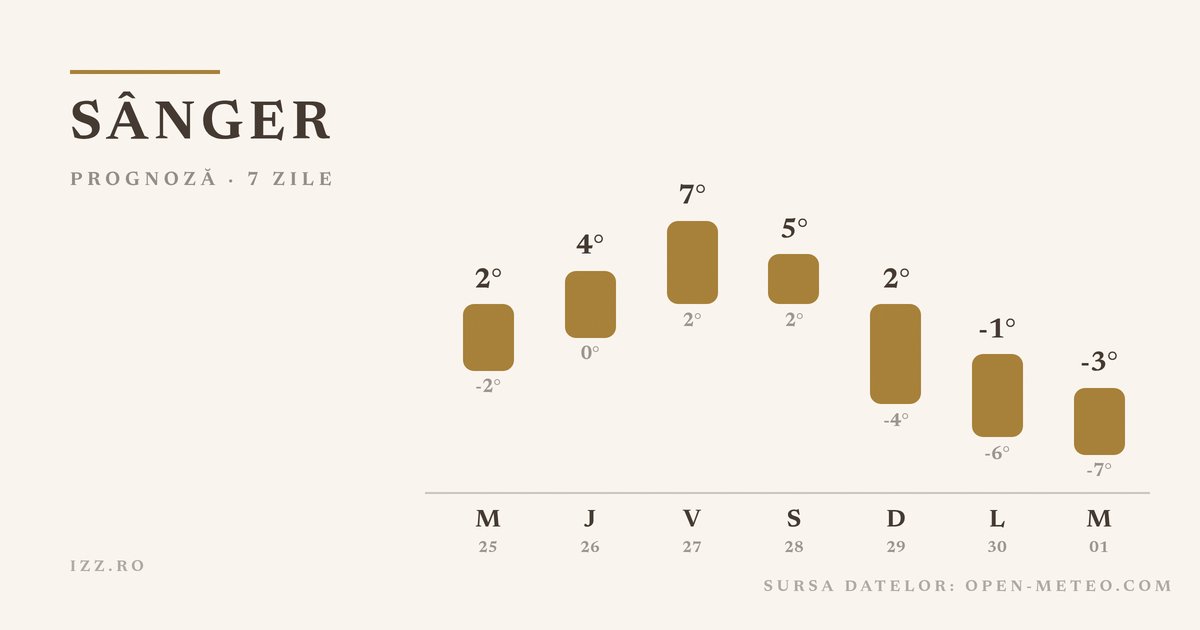 SÂNGER
PROGNOZĂ · 7 ZILE
2° 4° 7° 5° 2° -1° -3°
-2° 0° 2° 2° -4° -6° -7°
M J V S D L M
25 26 27 28 29 30 01
IZZ.RO
SURSA DATELOR: OPEN-METEO.COM